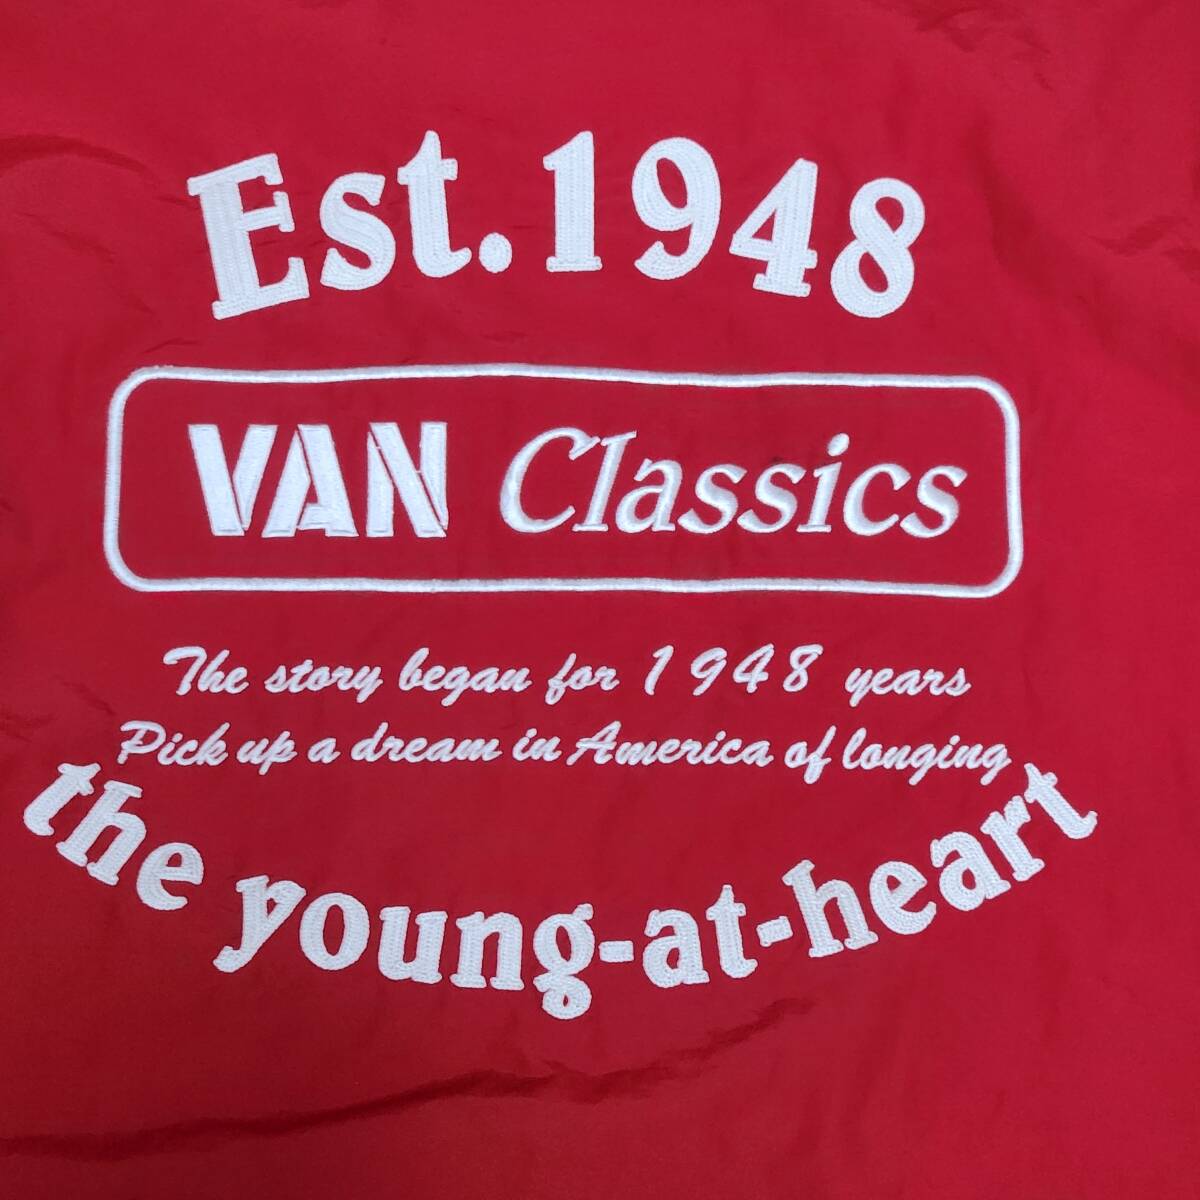 Est.1948
VAN Classics
The story began for 1948 years
Pick up a dream in America of longing
the young-at-heart